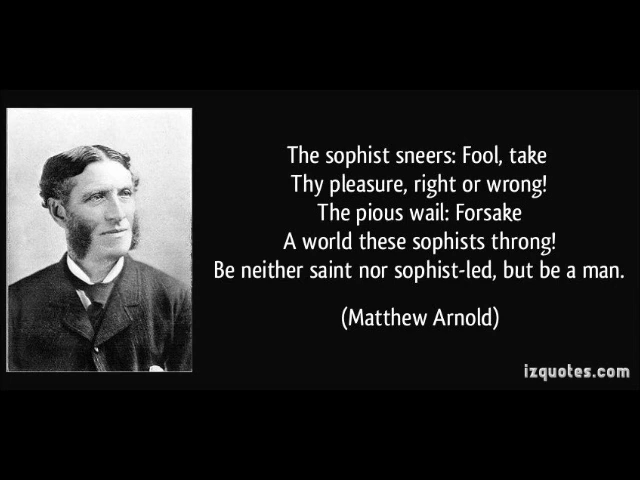 The sophist sneers: Fool, take
Thy pleasure, right or wrong!
The pious wail: Forsake
A world these sophists throng!
Be neither saint nor sophist-led, but be a man.
(Matthew Arnold)
izquotes.com